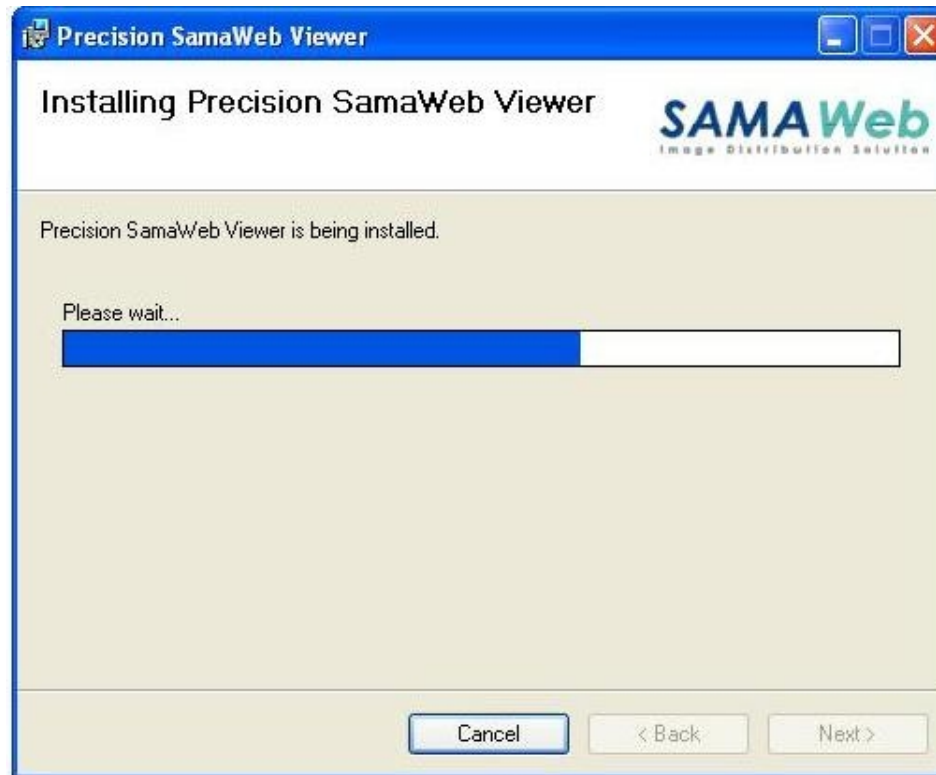 Precision SamaWeb Viewer
Installing Precision SamaWeb Viewer
SAMAWeb
Image Distribution Solution
Precision SamaWeb Viewer is being installed.
Please wait...
Cancel
< Back
Next >